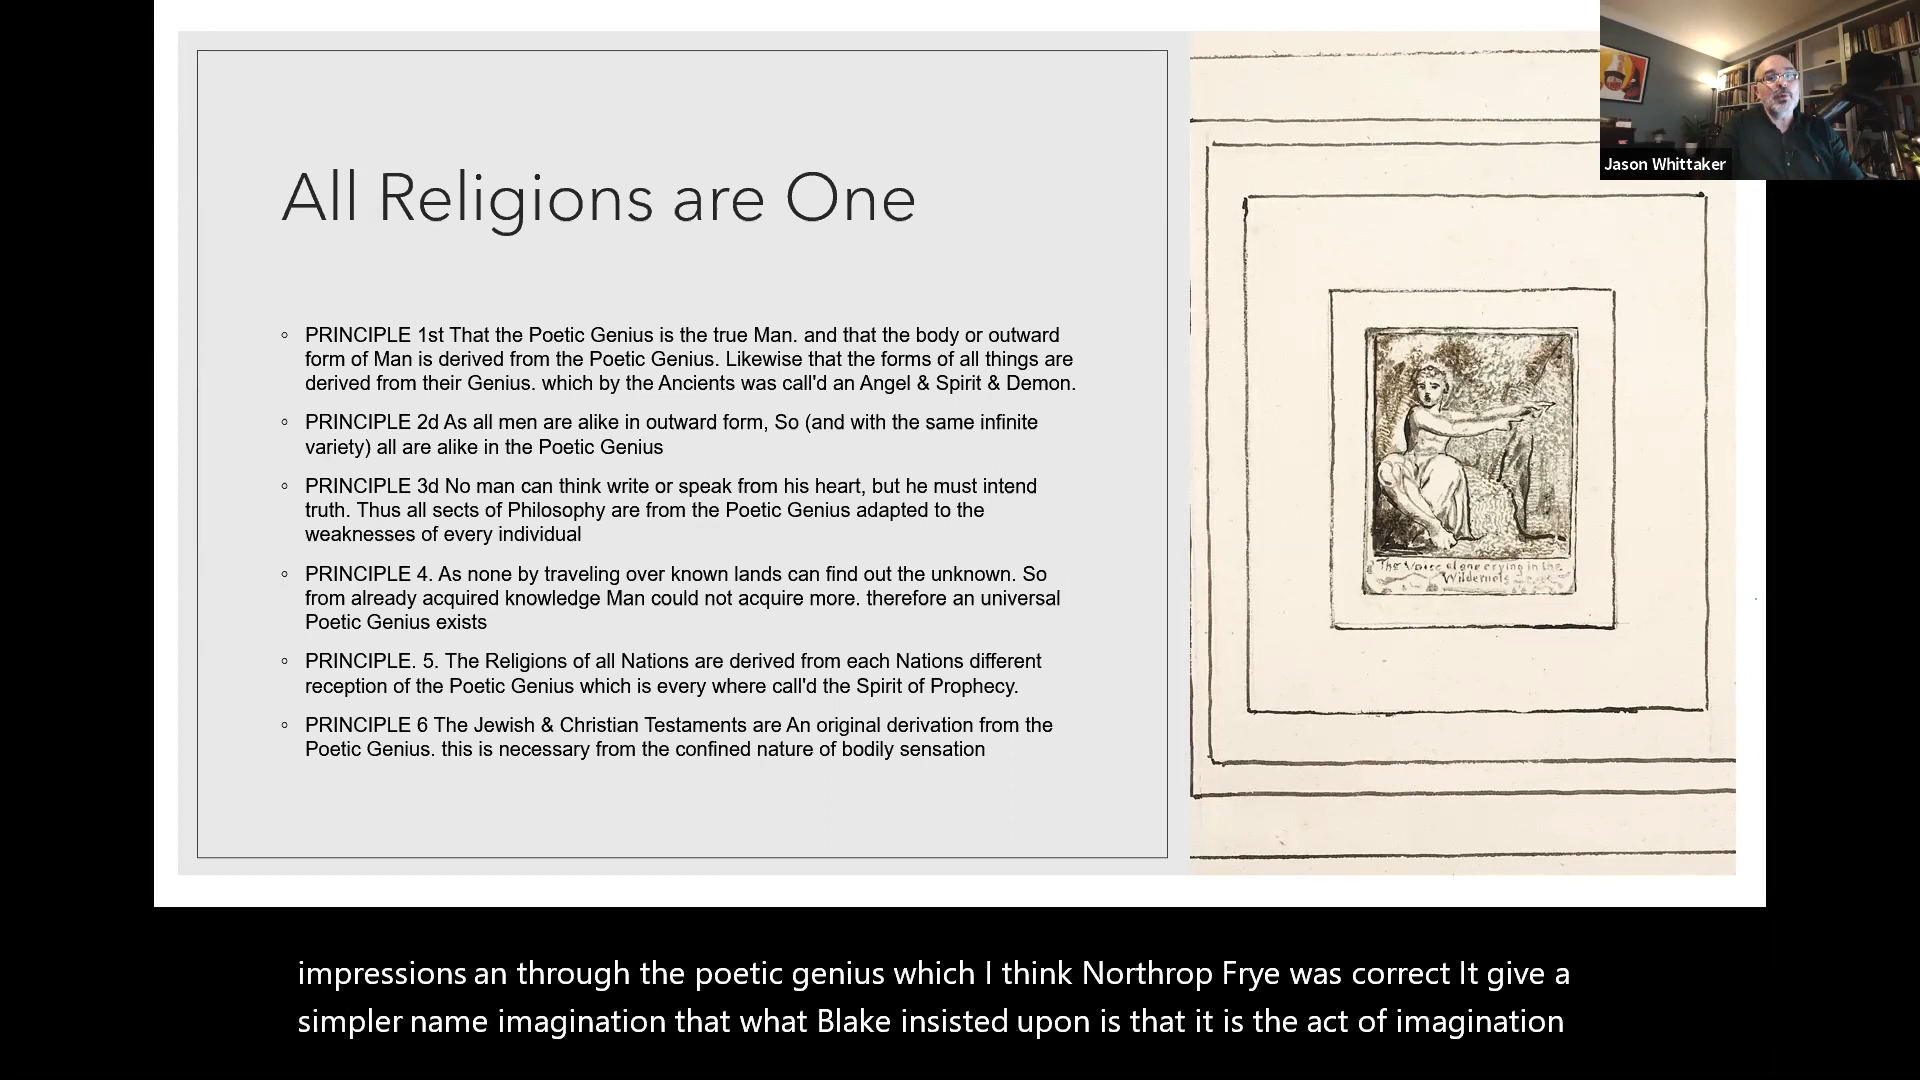 Jason Whittaker
All Religions are One
PRINCIPLE 1st That the Poetic Genius is the true Man. and that the body or outward
form of Man is derived from the Poetic Genius. Likewise that the forms of all things are
derived from their Genius. which by the Ancients was call'd an Angel & Spirit & Demon.
PRINCIPLE 2d As all men are alike in outward form, So (and with the same infinite
variety) all are alike in the Poetic Genius
PRINCIPLE 3d No man can think write or speak from his heart, but he must intend
truth. Thus all sects of Philosophy are from the Poetic Genius adapted to the
weaknesses of every individual
PRINCIPLE 4. As none by traveling over known lands can find out the unknown. So
from already acquired knowledge Man could not acquire more. therefore an universal
Poetic Genius exists
PRINCIPLE. 5. The Religions of all Nations are derived from each Nations different
reception of the Poetic Genius which is every where call'd the Spirit of Prophecy.
PRINCIPLE 6 The Jewish & Christian Testaments are An original derivation from the
Poetic Genius. this is necessary from the confined nature of bodily sensation
The Voice of one crying in the
Wilderness
impressions an through the poetic genius which I think Northrop Frye was correct It give a
simpler name imagination that what Blake insisted upon is that it is the act of imagination